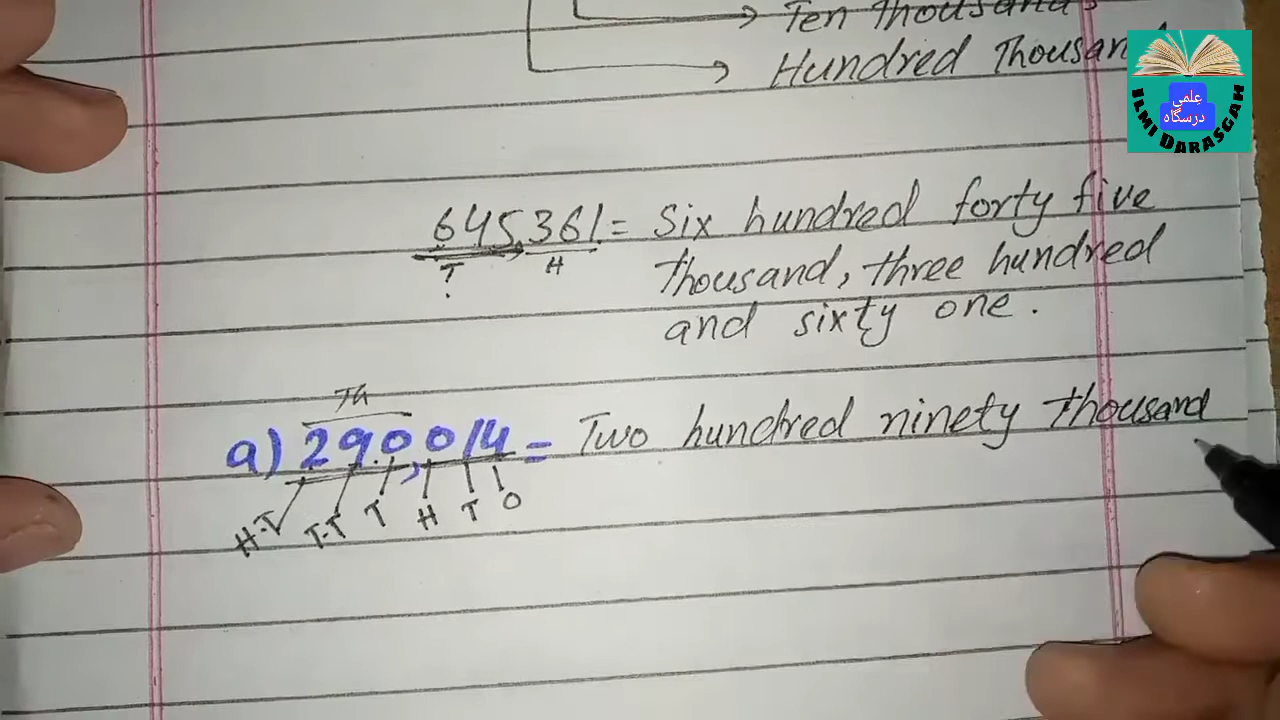 Ten Thousands
Hundred Thousand
645,361 = Six hundred forty five
T H
thousand, three hundred
and sixty one.
Th
a) 290,014 = Two hundred ninety thousand
H-T T-T T H T O
علمی
درسگاہ
ILMI DARASGAH